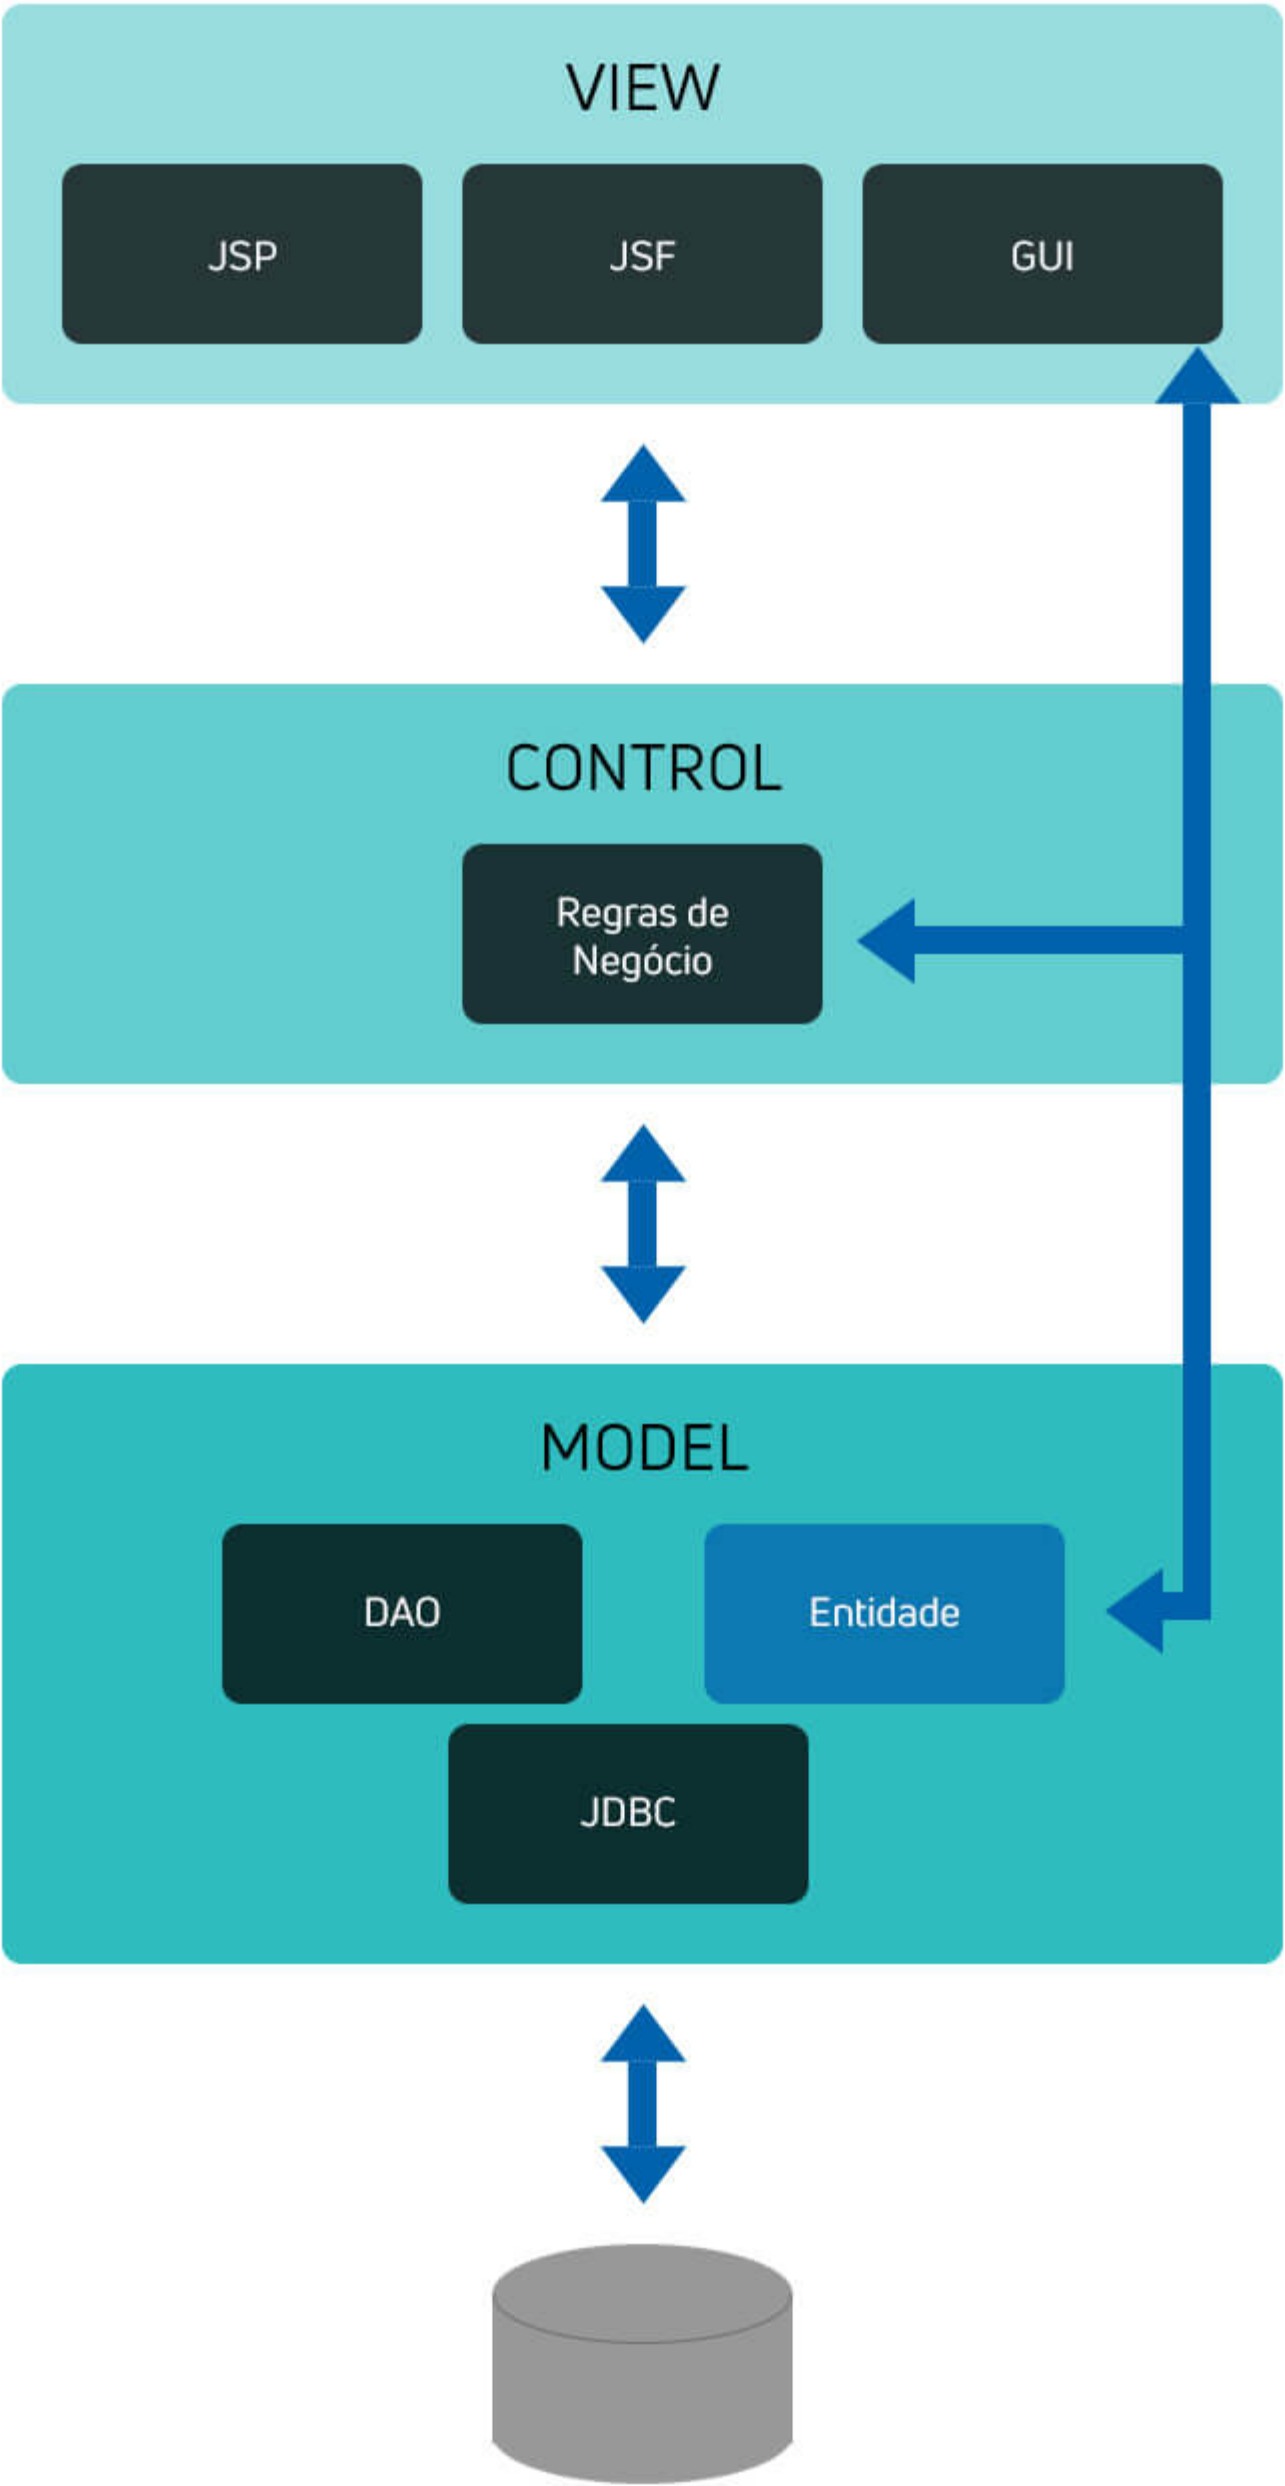 VIEW
JSP
JSF
GUI
CONTROL
Regras de
Negócio
MODEL
DAO
Entidade
JDBC